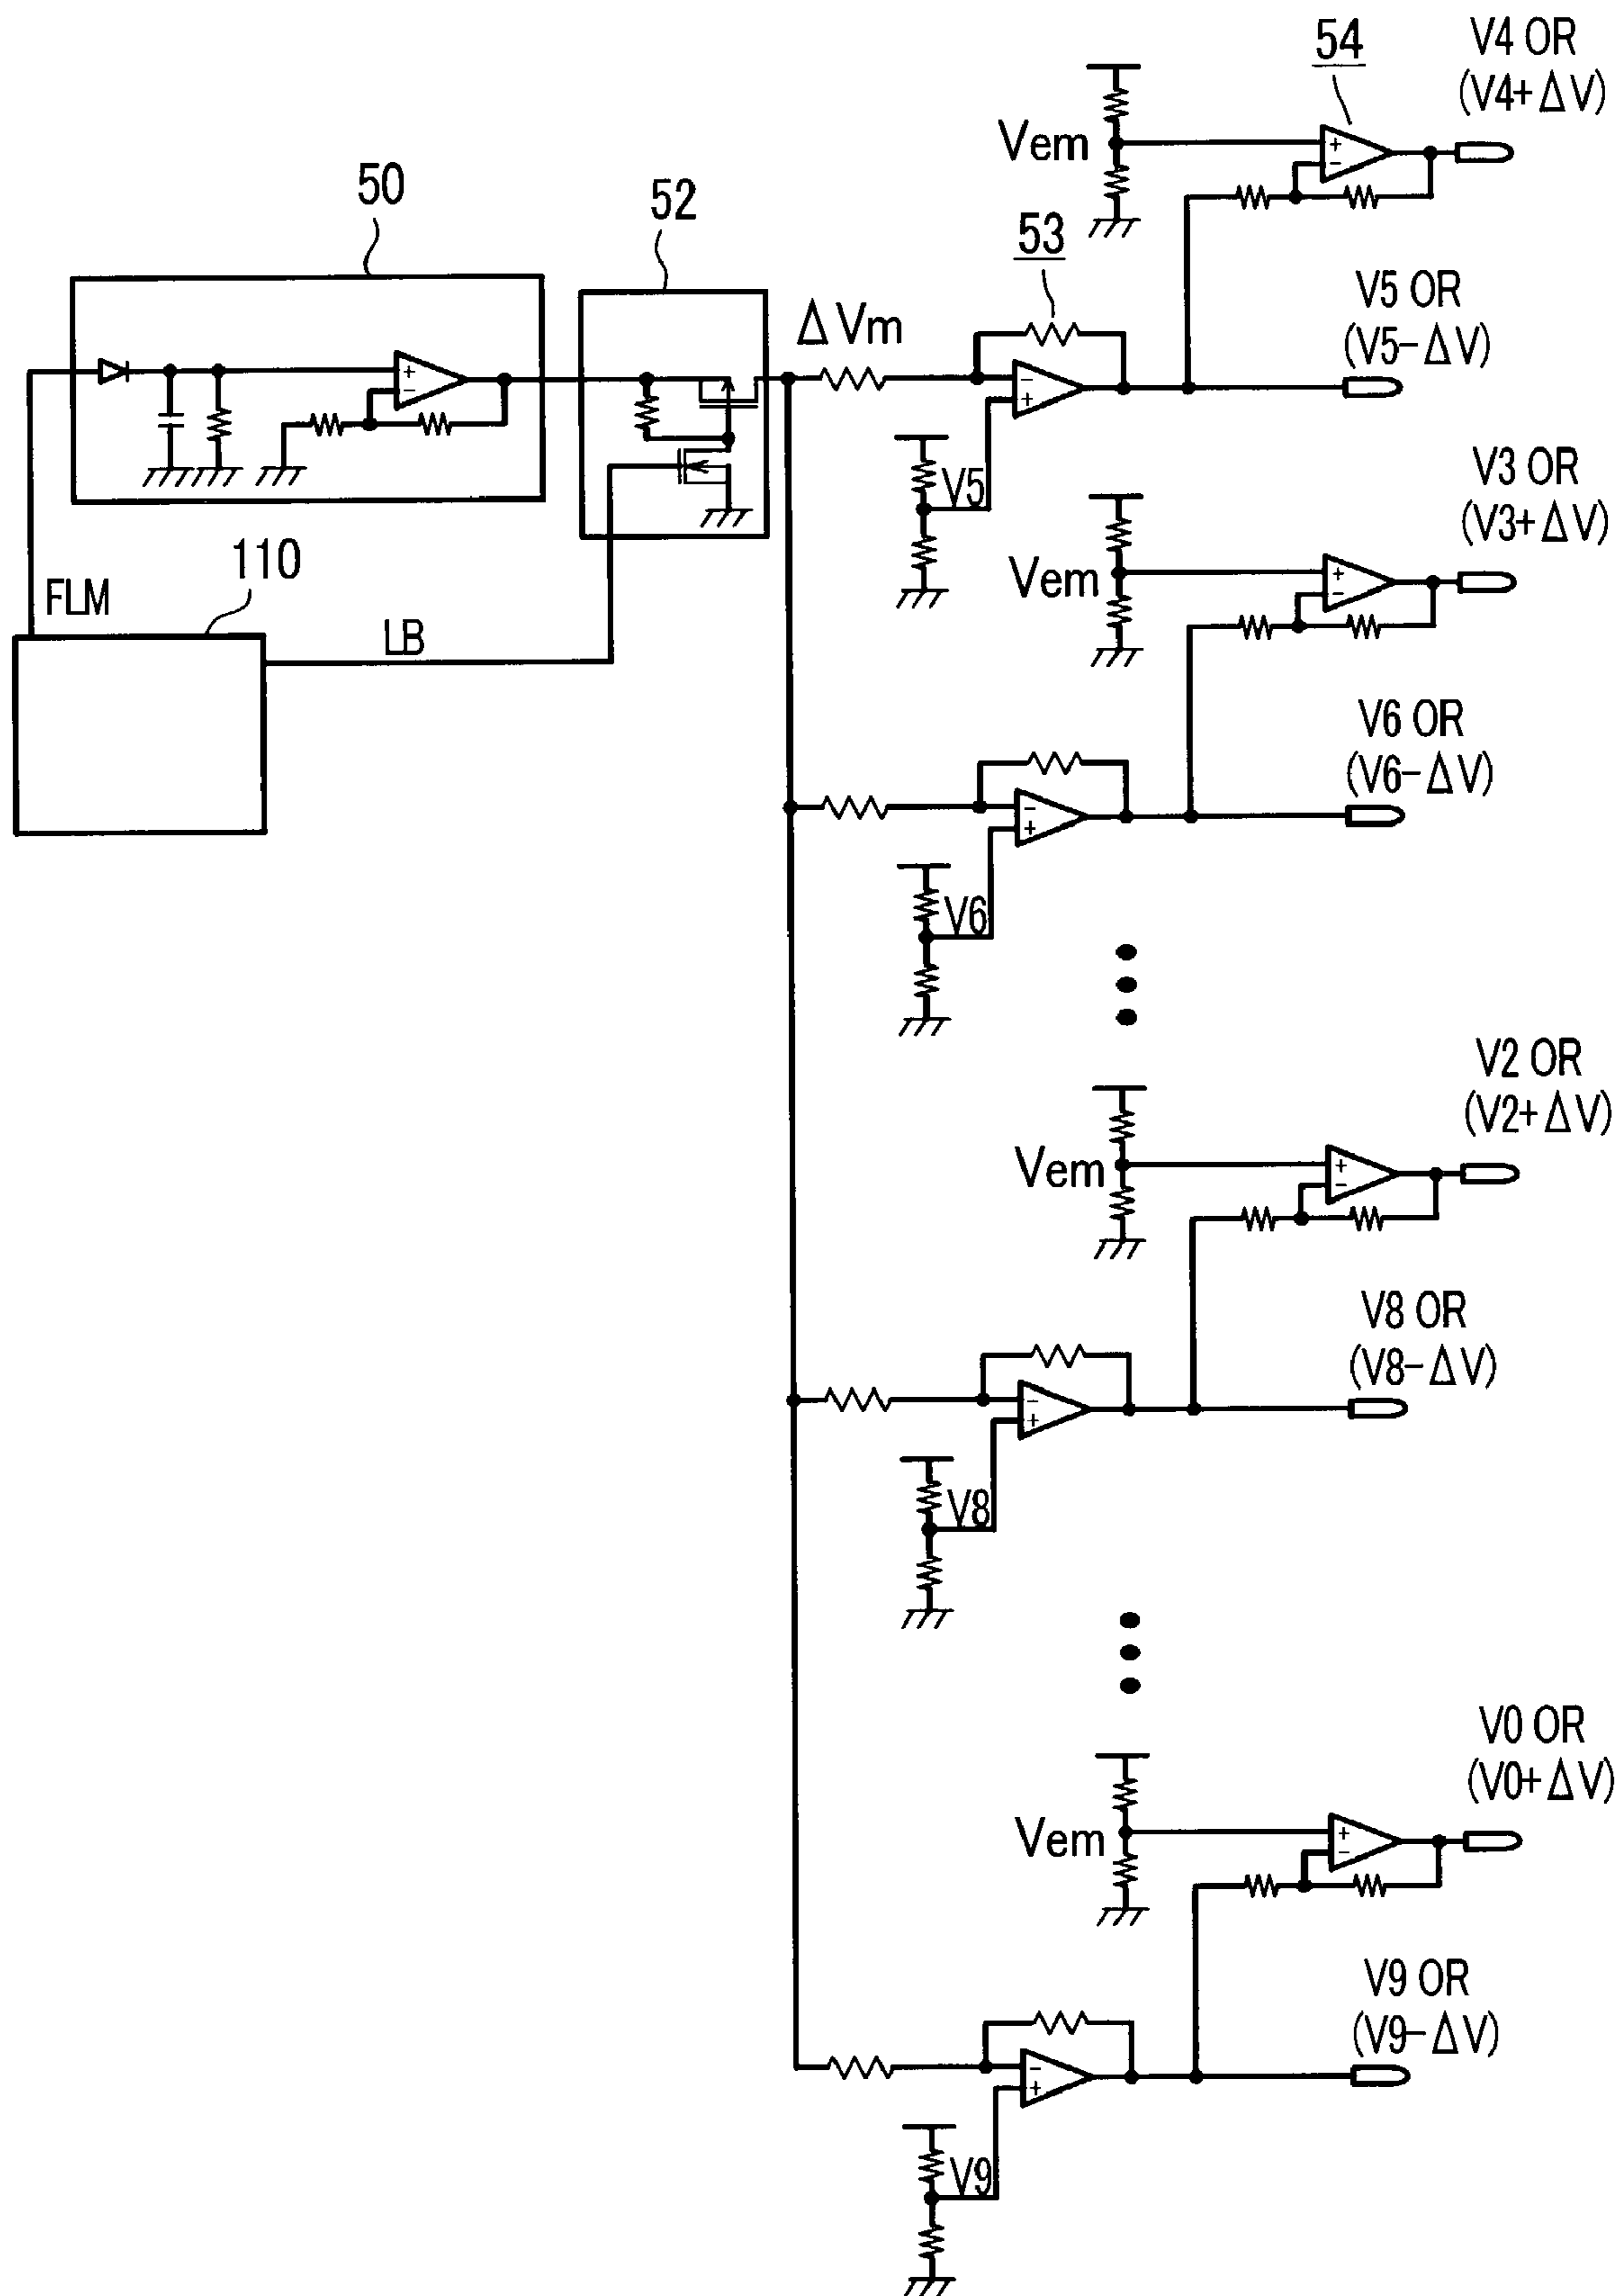 54
V4 OR
(V4+ΔV)
Vem
+
-
50
52
53
ΔVm
V5 OR
(V5-ΔV)
+
-
-
+
V5
V3 OR
(V3+ΔV)
Vem
+
-
110
FLM
LB
V6 OR
(V6-ΔV)
-
+
V6
V2 OR
(V2+ΔV)
Vem
+
-
V8 OR
(V8-ΔV)
-
+
V8
V0 OR
(V0+ΔV)
Vem
+
-
V9 OR
(V9-ΔV)
-
+
V9